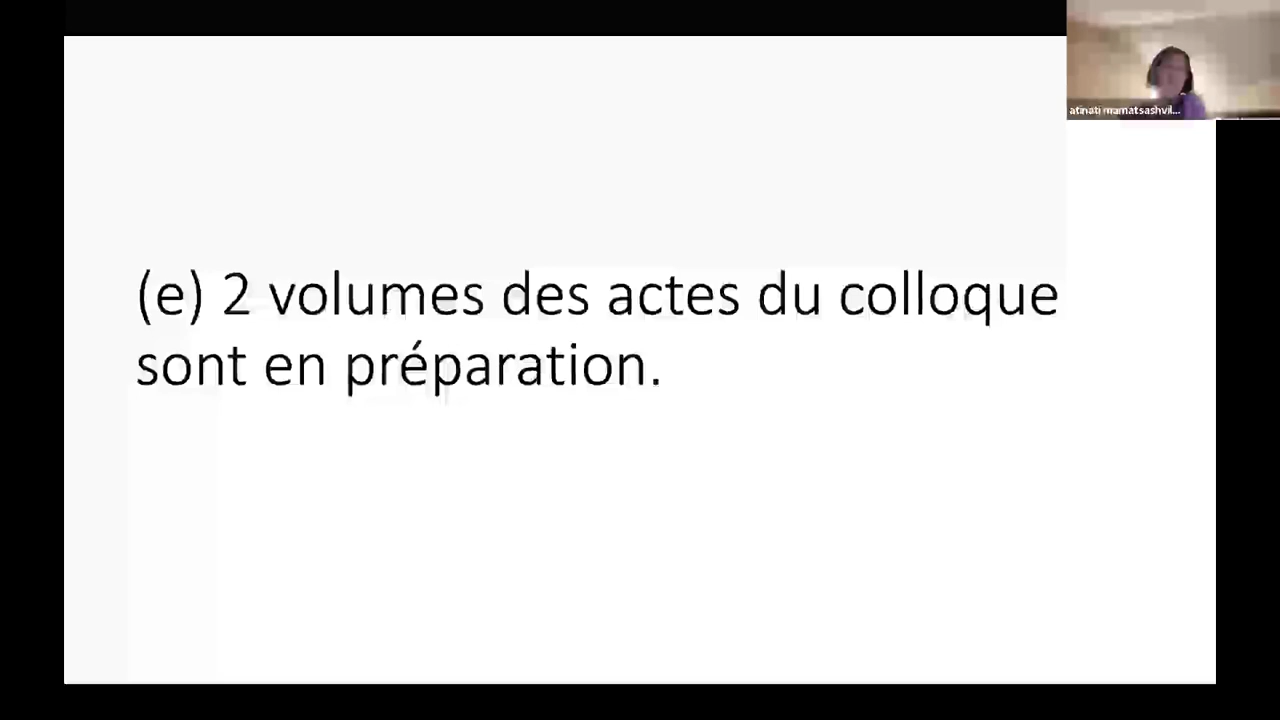 atinati mamatsashvil...
(e) 2 volumes des actes du colloque
sont en préparation.